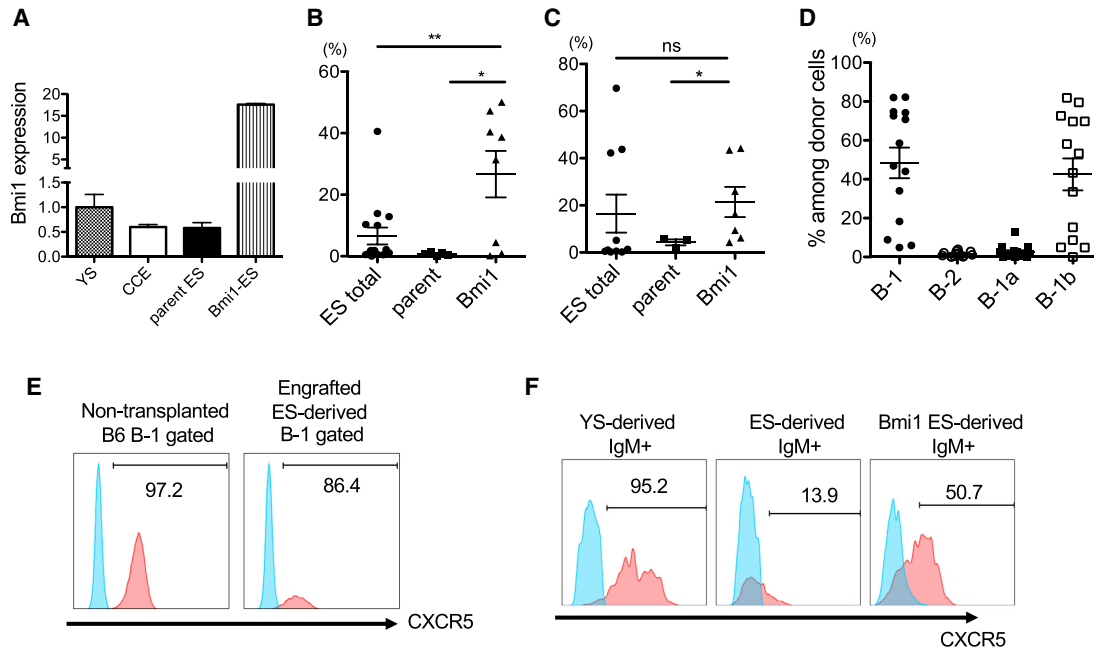 A
Bmi1 expression
20
15
10
5
1.5
1.0
0.5
0.0
YS
CCE
parent ES
Bmi1-ES
B
(%)
**
*
60
40
20
0
ES total
parent
Bmi1
C
(%)
ns
*
80
60
40
20
0
ES total
parent
Bmi1
D
(%)
% among donor cells
100
80
60
40
20
0
B-1
B-2
B-1a
B-1b
E
Non-transplanted
B6 B-1 gated
97.2
Engrafted
ES-derived
B-1 gated
86.4
CXCR5
F
YS-derived
IgM+
95.2
ES-derived
IgM+
13.9
Bmi1 ES-derived
IgM+
50.7
CXCR5